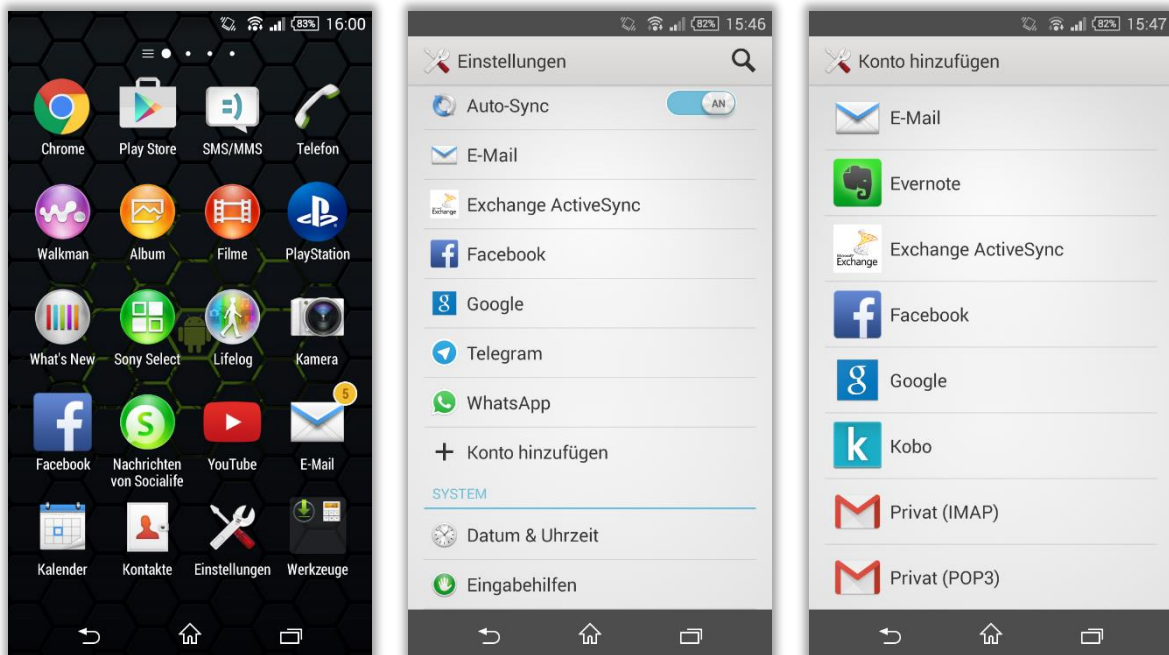 83% 16:00
Chrome Play Store SMS/MMS Telefon
Walkman Album Filme PlayStation
What's New Sony Select Lifelog Kamera
5
Facebook Nachrichten von Socialife YouTube E-Mail
Kalender Kontakte Einstellungen Werkzeuge
82% 15:46
Einstellungen
Auto-Sync AN
E-Mail
Exchange
Exchange ActiveSync
Facebook
Google
Telegram
WhatsApp
+ Konto hinzufügen
SYSTEM
Datum & Uhrzeit
Eingabehilfen
82% 15:47
Konto hinzufügen
E-Mail
Evernote
Exchange
Exchange ActiveSync
Facebook
Google
Kobo
Privat (IMAP)
Privat (POP3)